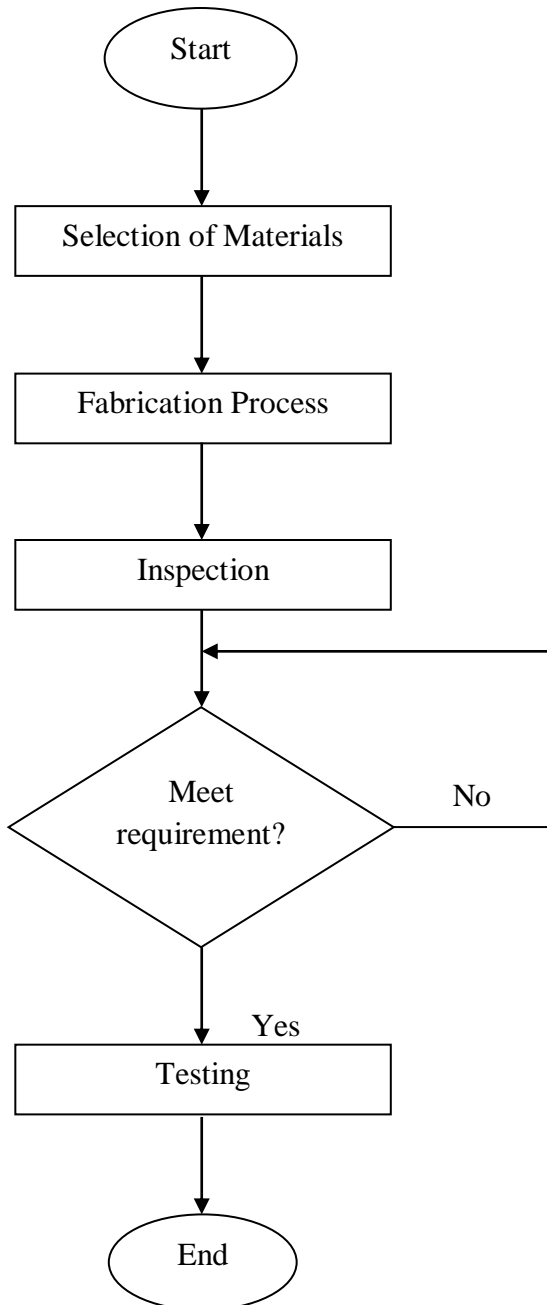 Start
Selection of Materials
Fabrication Process
Inspection
Meet
requirement?
No
Yes
Testing
End